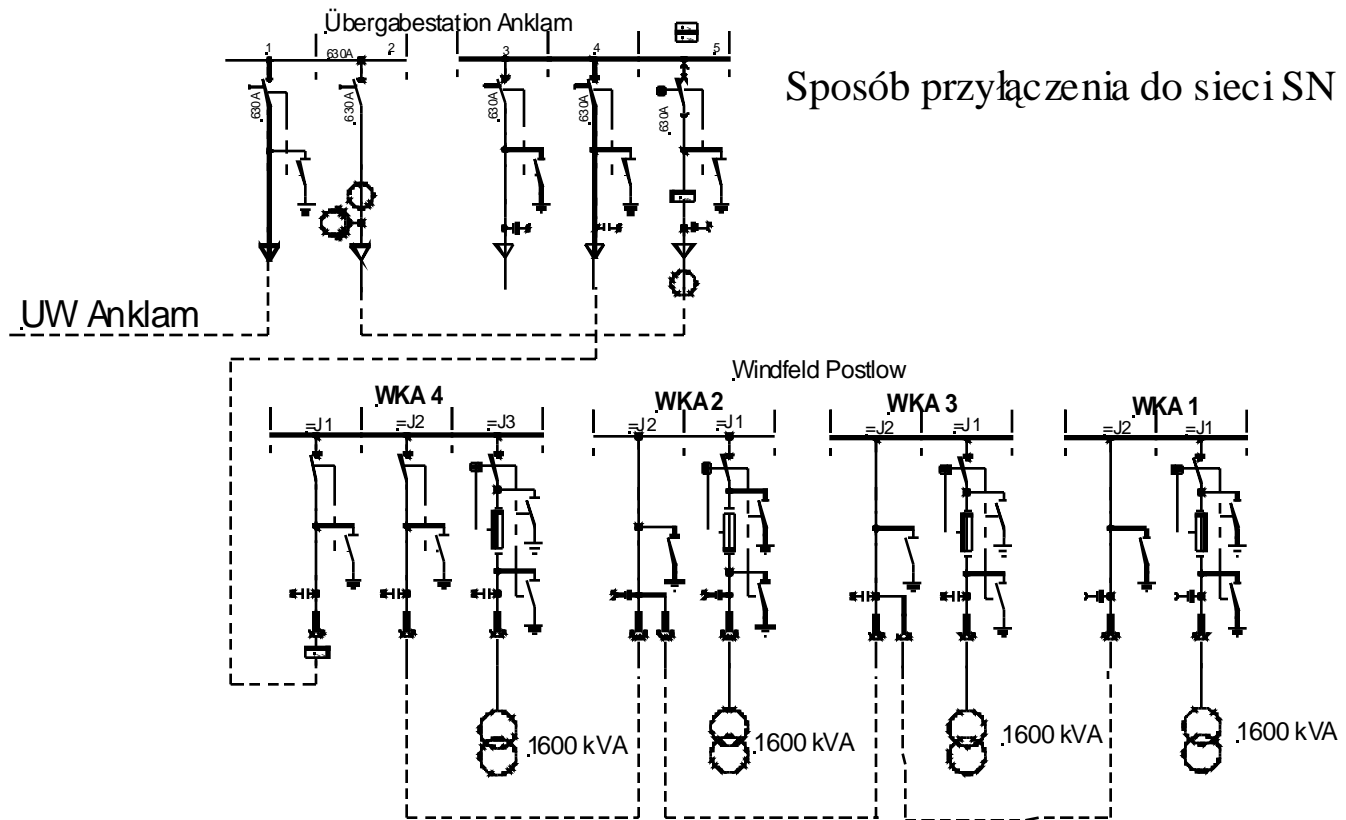 Übergabestation Anklam
1 630A 2 3 4 5
Sposób przyłączenia do sieci SN
630A 630A 630A 630A 630A
UW Anklam
Windfeld Postlow
WKA 4 WKA 2 WKA 3 WKA 1
=J1 =J2 =J3 =J2 =J1 =J2 =J1 =J2 =J1
1600 kVA 1600 kVA 1600 kVA 1600 kVA